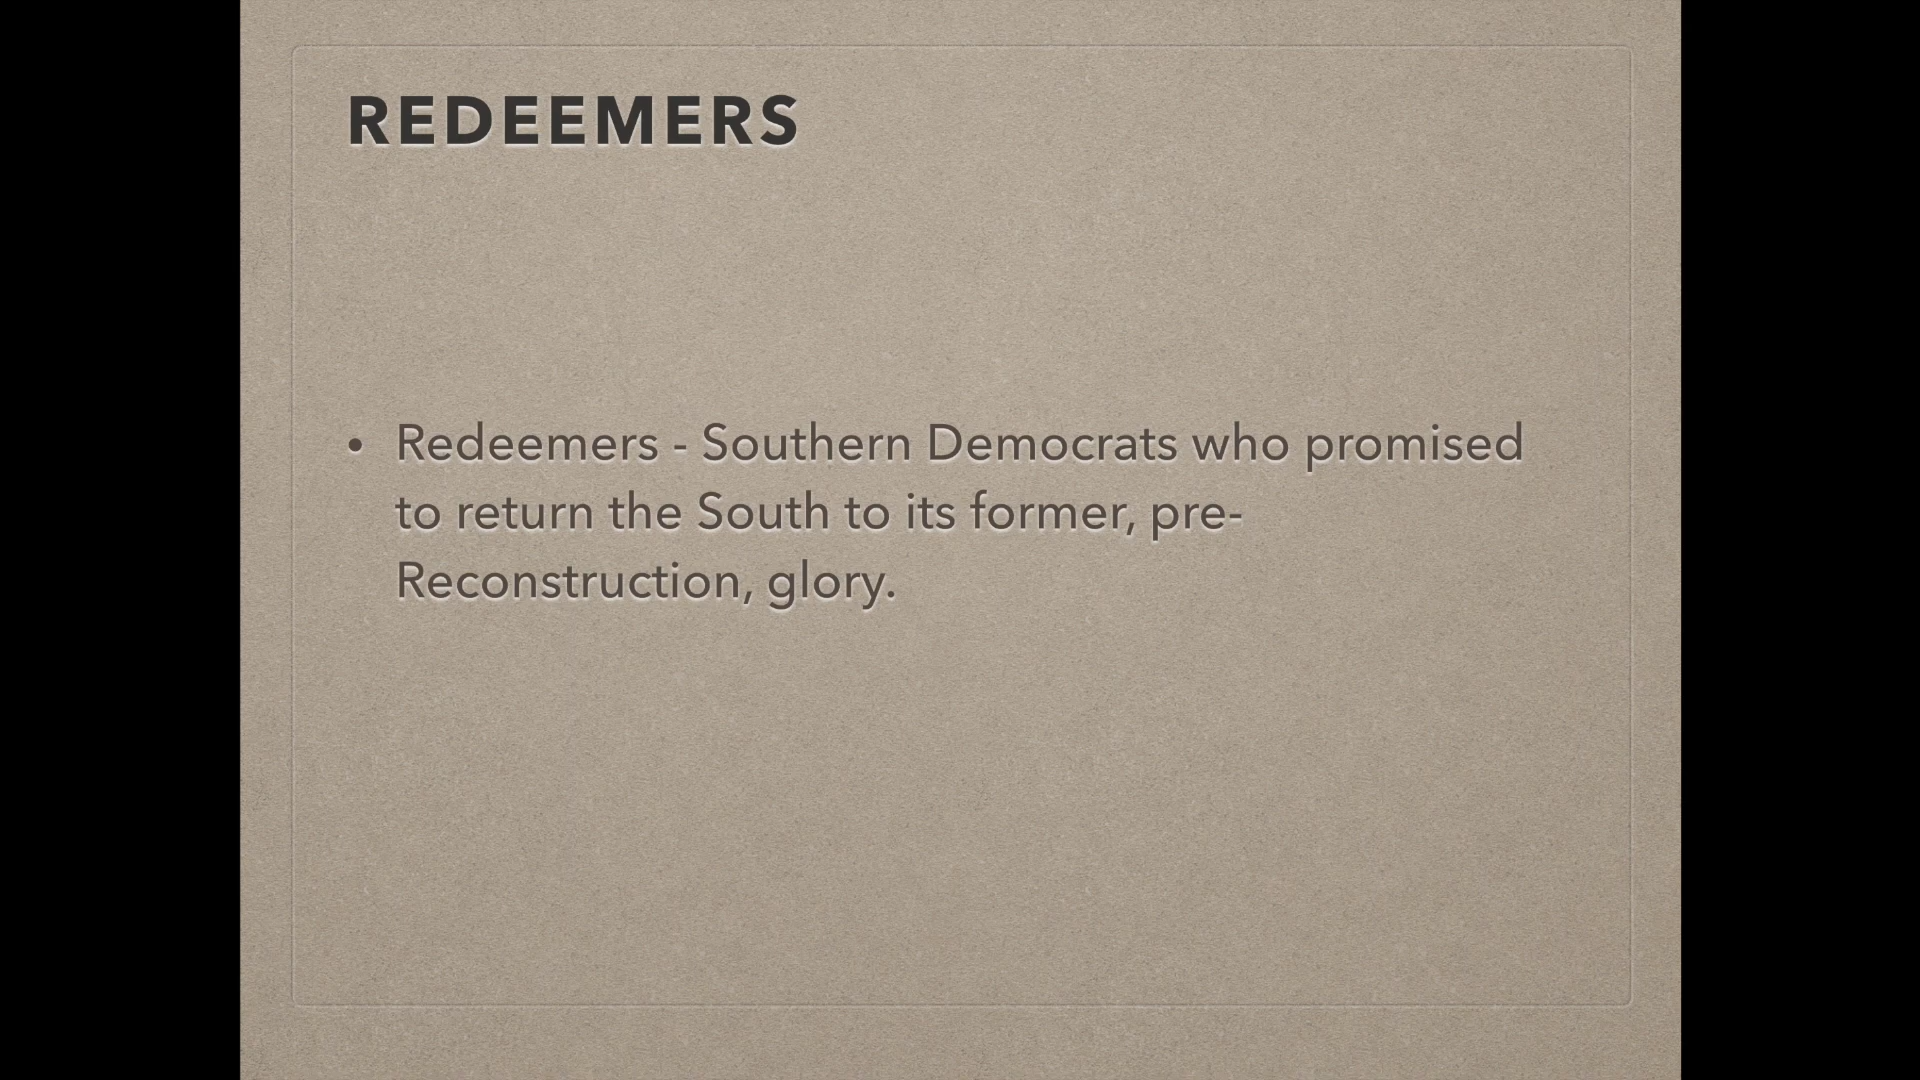 REDEEMERS
• Redeemers - Southern Democrats who promised
to return the South to its former, pre-
Reconstruction, glory.